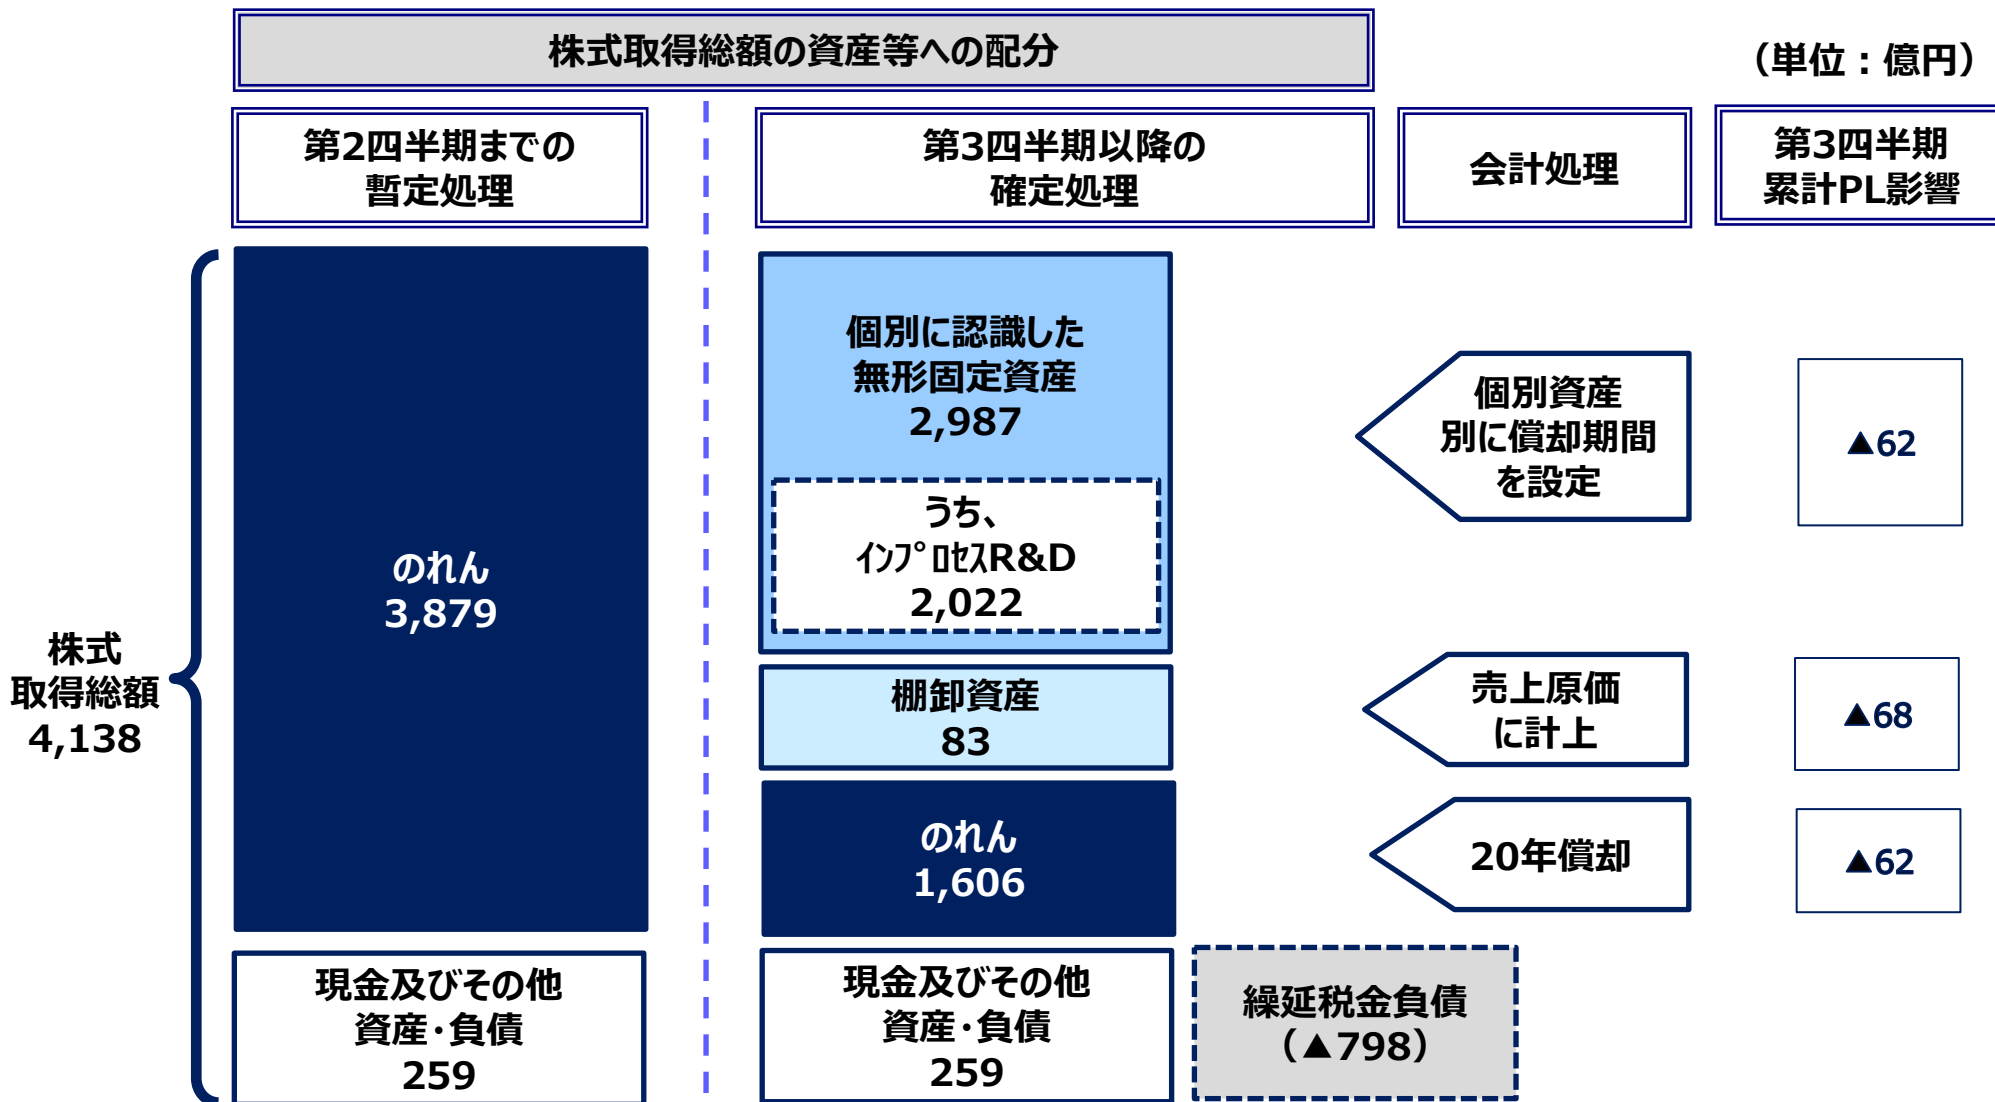 株式取得総額の資産等への配分
（単位：億円）
第2四半期までの
暫定処理
第3四半期以降の
確定処理
会計処理
第3四半期
累計PL影響
株式
取得総額
4,138
のれん
3,879
現金及びその他
資産・負債
259
個別に認識した
無形固定資産
2,987
うち、
ｲﾝﾌﾟﾛｾｽR&D
2,022
棚卸資産
83
のれん
1,606
現金及びその他
資産・負債
259
繰延税金負債
（▲798）
個別資産
別に償却期間
を設定
▲62
売上原価
に計上
▲68
20年償却
▲62